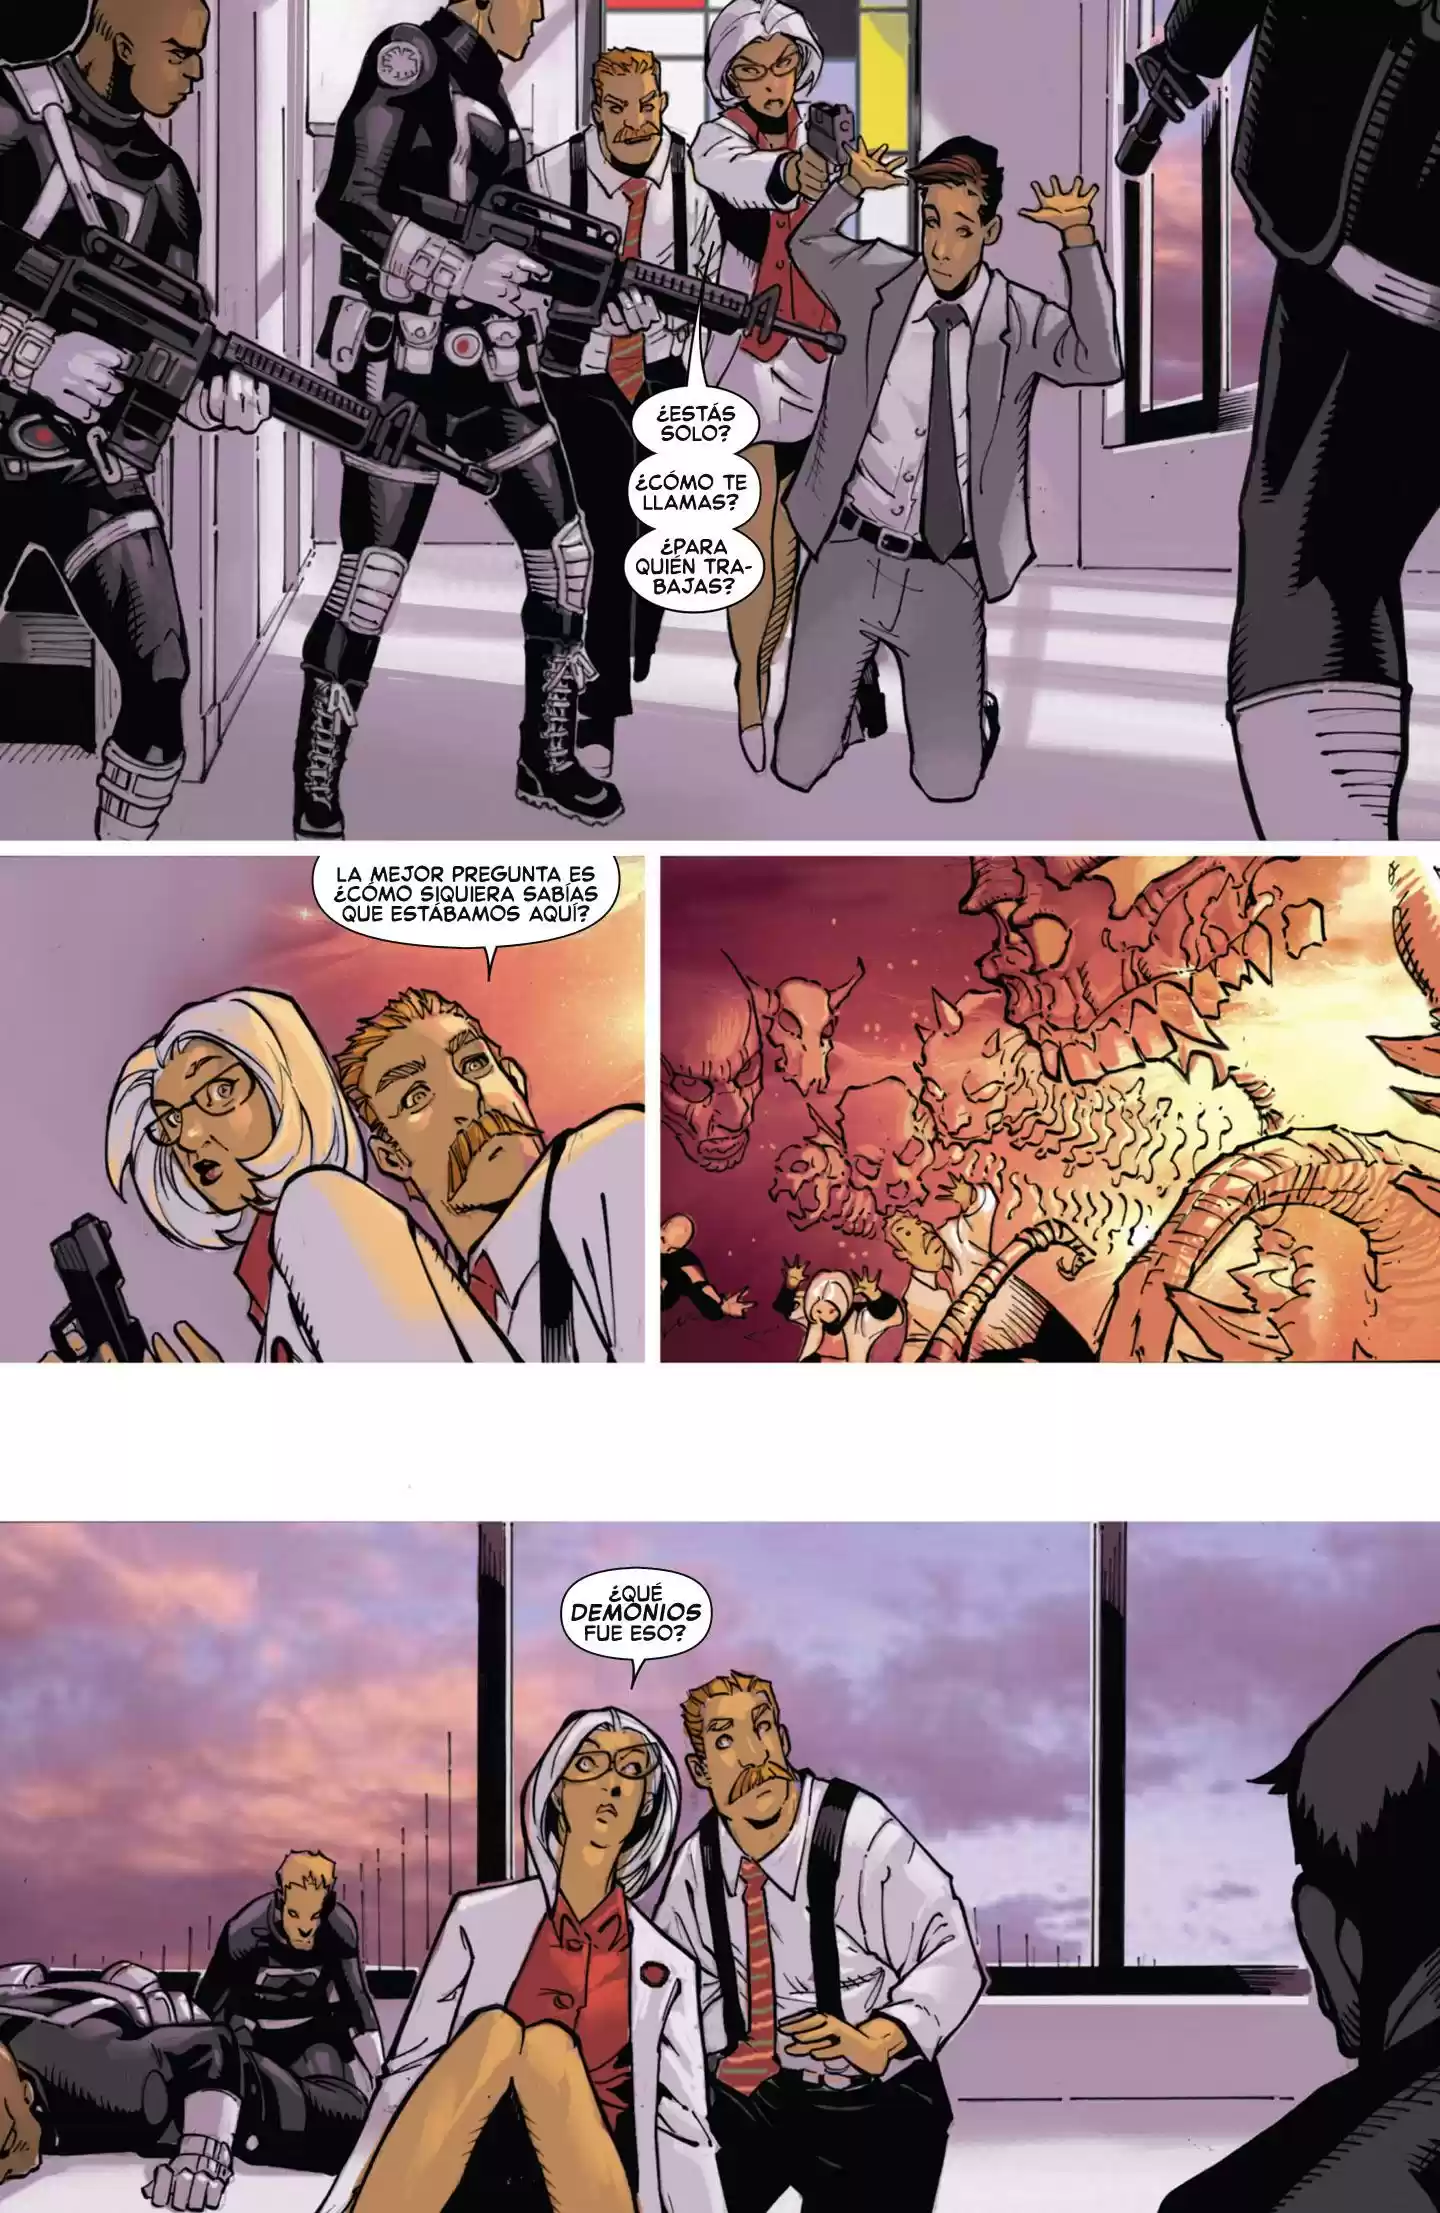 ¿ESTÁS
SOLO?
¿CÓMO TE
LLAMAS?
¿PARA
QUIÉN TRA-
BAJAS?
LA MEJOR PREGUNTA ES
¿CÓMO SIQUIERA SABÍAS
QUE ESTÁBAMOS AQUÍ?
¿QUÉ
DEMONIOS
FUE ESO?